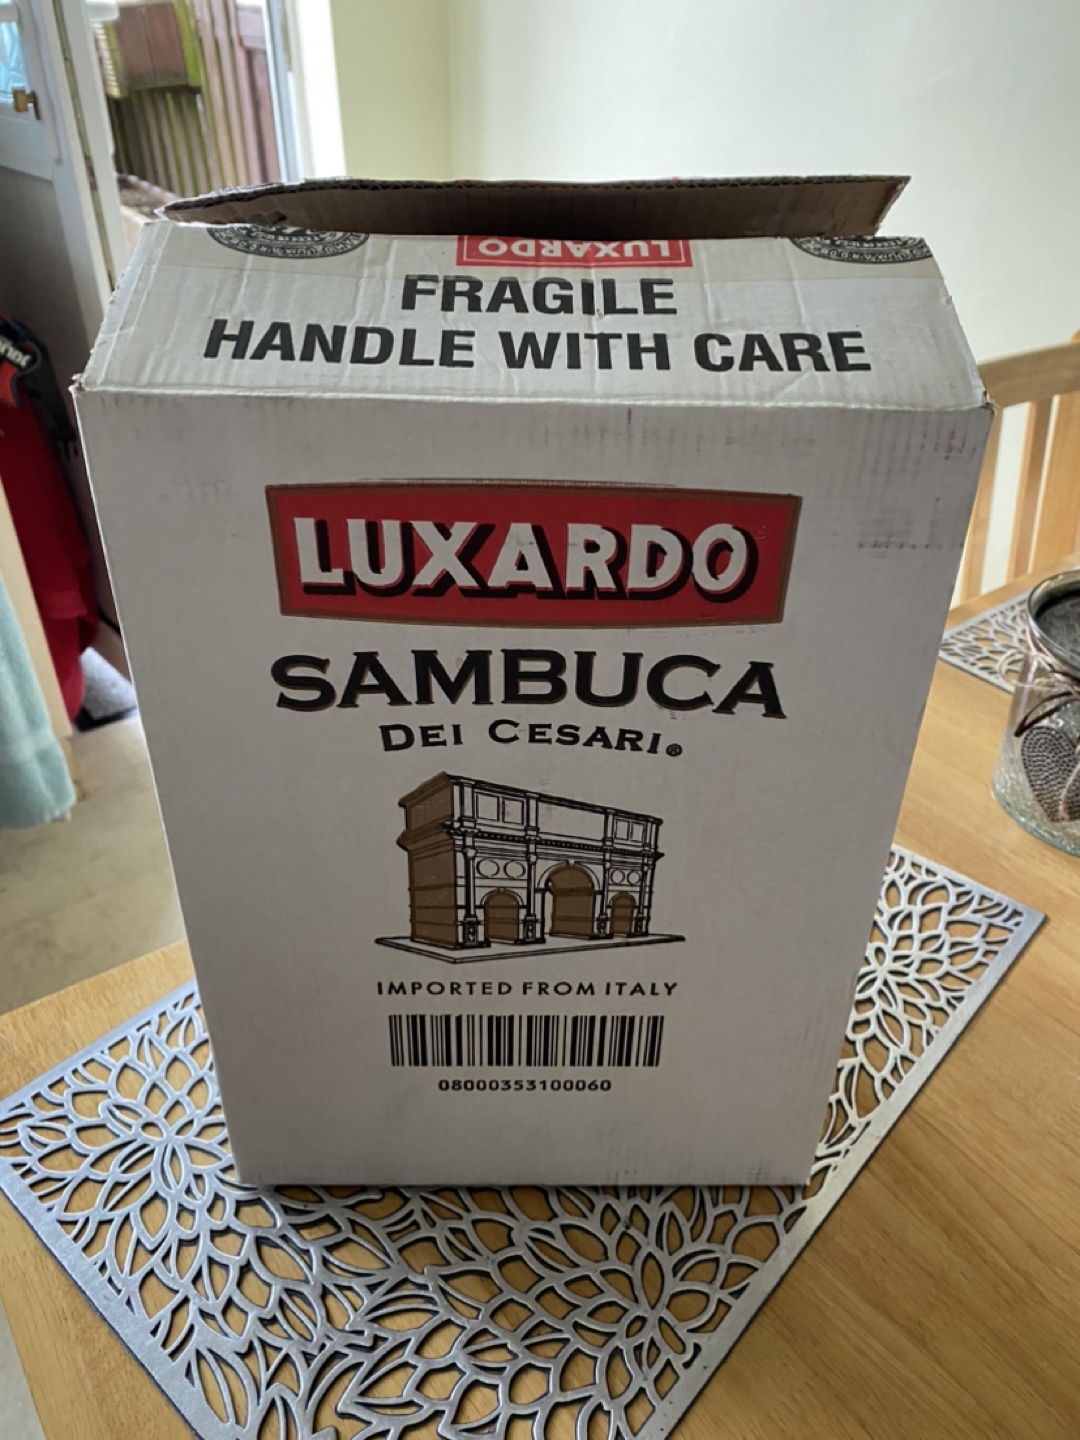 LUXARDO
FRAGILE
HANDLE WITH CARE
LUXARDO
SAMBUCA
DEI CESARI®
IMPORTED FROM ITALY
08000353100060